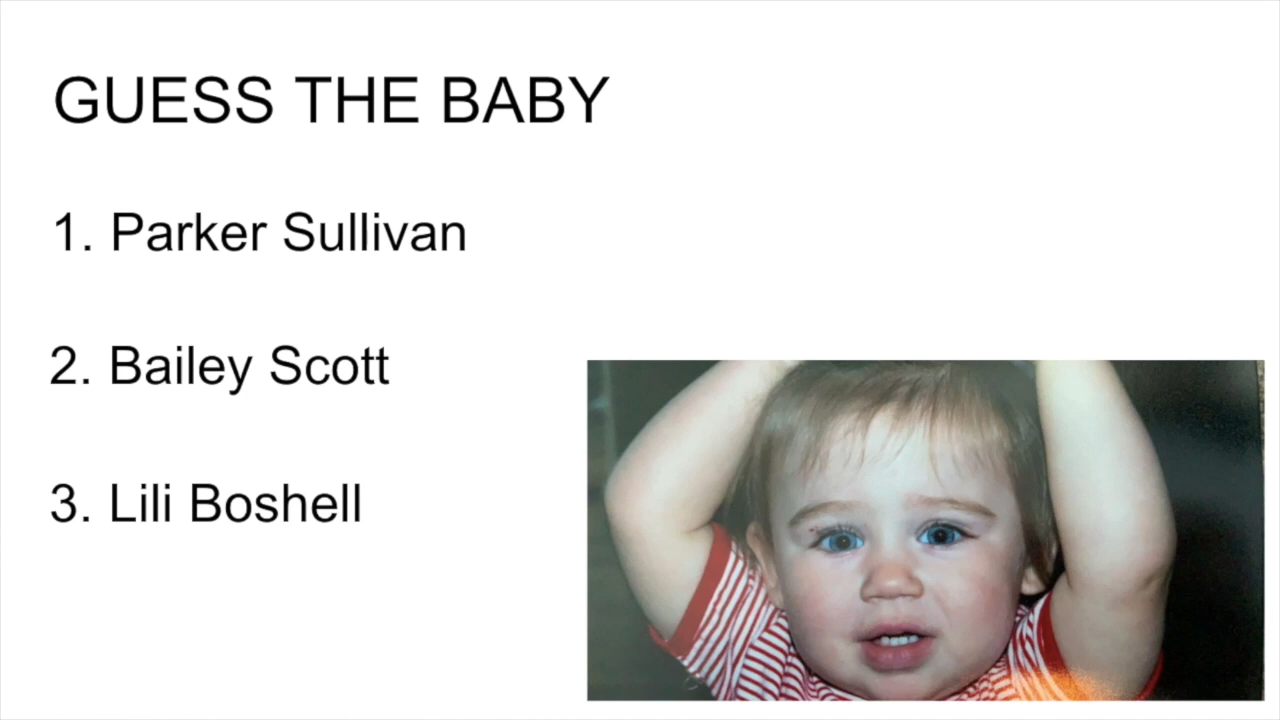 GUESS THE BABY
1. Parker Sullivan
2. Bailey Scott
3. Lili Boshell